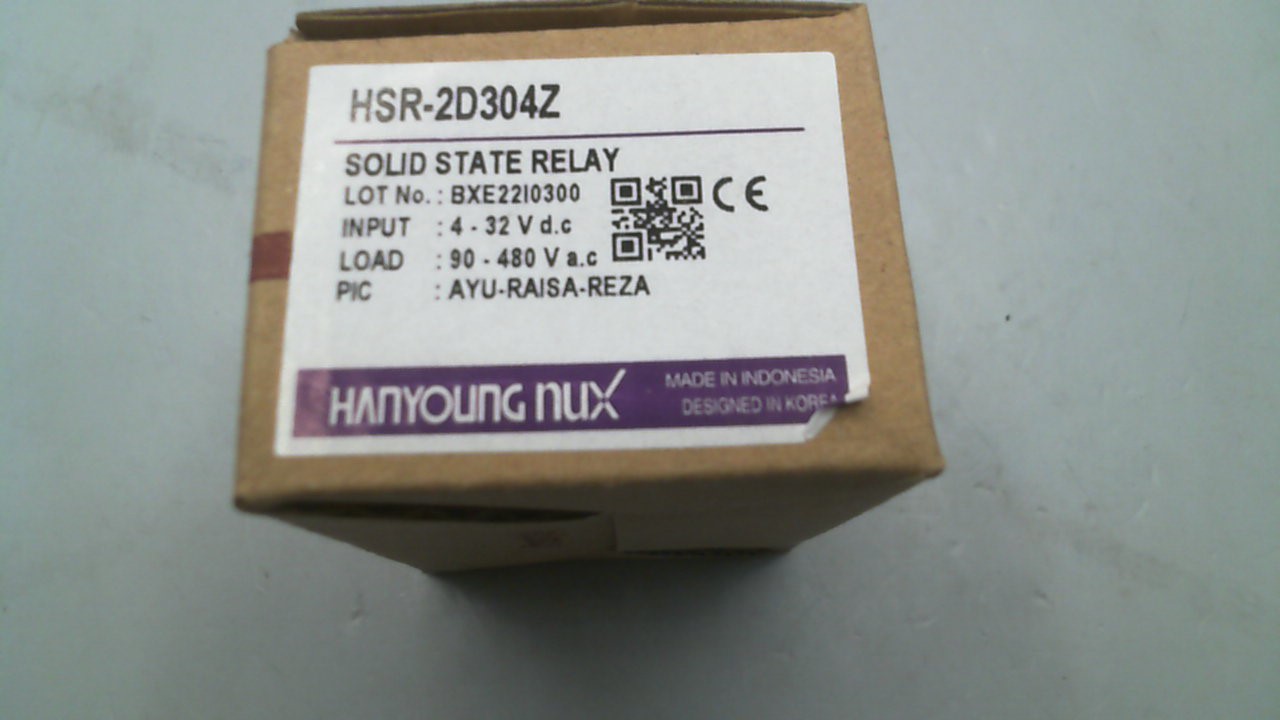 HSR-2D304Z
SOLID STATE RELAY
LOT No. : BXE22I0300
INPUT : 4 - 32 V d.c
LOAD : 90 - 480 V a.c
PIC : AYU-RAISA-REZA
CE
HANYOUNG nux
MADE IN INDONESIA
DESIGNED IN KOREA